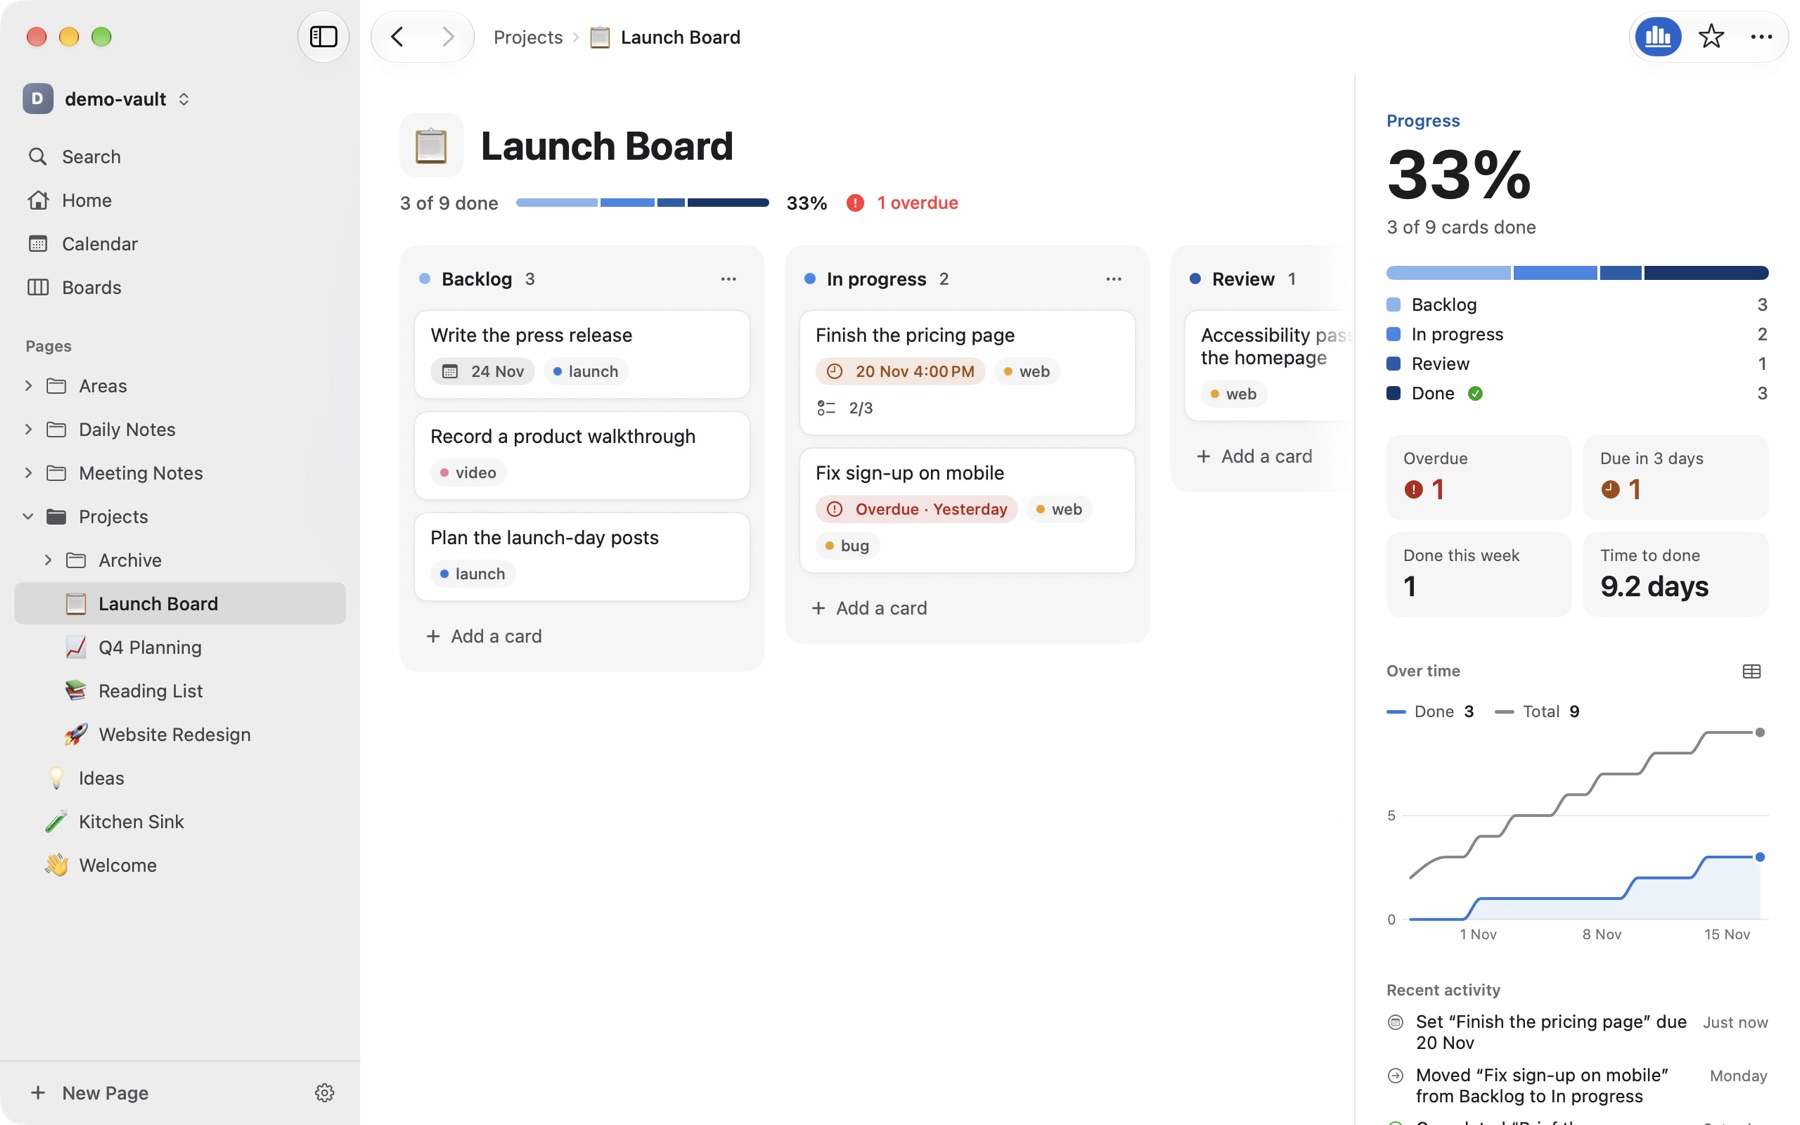 D demo-vault
Search
Home
Calendar
Boards
Pages
Areas
Daily Notes
Meeting Notes
Projects
Archive
Launch Board
Q4 Planning
Reading List
Website Redesign
Ideas
Kitchen Sink
Welcome
New Page
Projects › Launch Board
Launch Board
3 of 9 done 33% 1 overdue
Backlog 3
Write the press release
24 Nov launch
Record a product walkthrough
video
Plan the launch-day posts
launch
+ Add a card
In progress 2
Finish the pricing page
20 Nov 4:00 PM web
2/3
Fix sign-up on mobile
Overdue · Yesterday web
bug
+ Add a card
Review 1
Accessibility pass
the homepage
web
+ Add a card
Progress
33%
3 of 9 cards done
Backlog 3
In progress 2
Review 1
Done 3
Overdue
1
Due in 3 days
1
Done this week
1
Time to done
9.2 days
Over time
Done 3 Total 9
5
0
1 Nov 8 Nov 15 Nov
Recent activity
Set “Finish the pricing page” due Just now
20 Nov
Moved “Fix sign-up on mobile” Monday
from Backlog to In progress